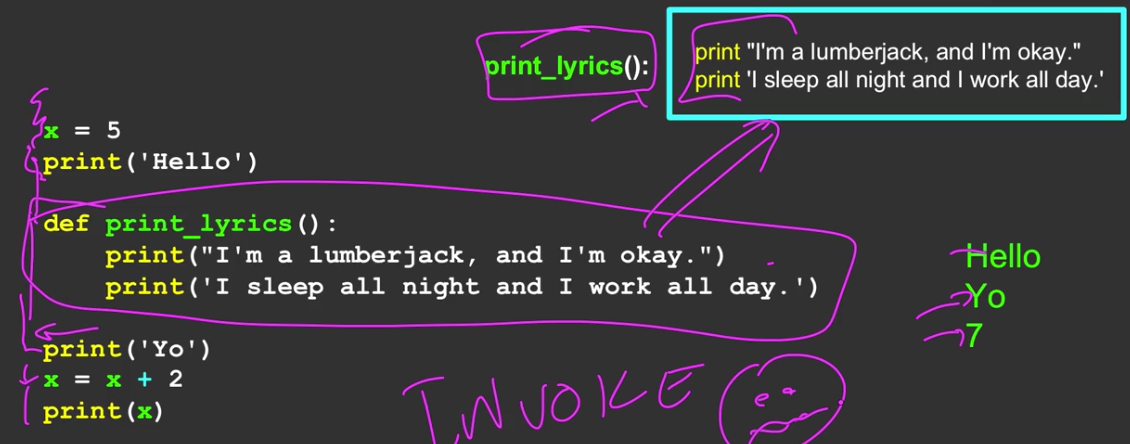 print_lyrics():
print "I'm a lumberjack, and I'm okay."
print 'I sleep all night and I work all day.'
x = 5
print('Hello')
def print_lyrics():
print("I'm a lumberjack, and I'm okay.")
print('I sleep all night and I work all day.')
print('Yo')
x = x + 2
print(x)
Hello
Yo
7
INVOKE